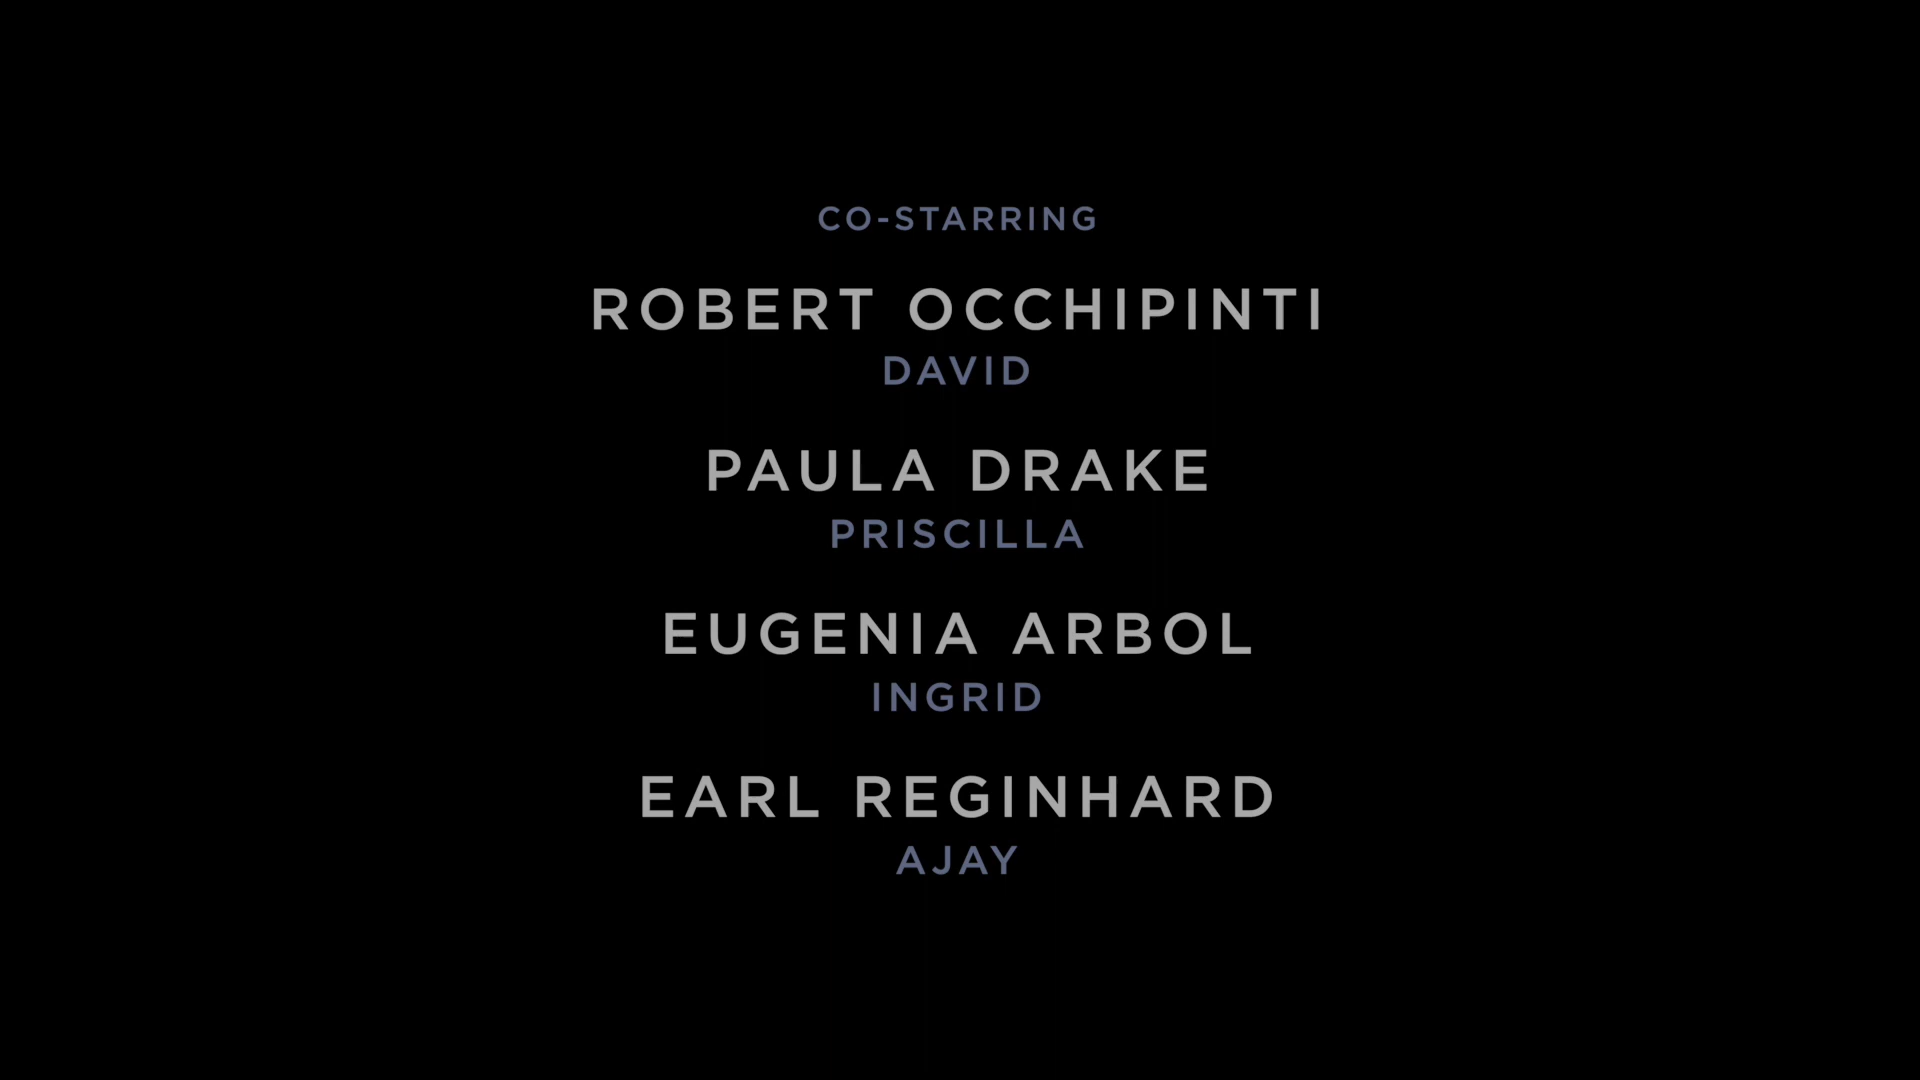 CO-STARRING
ROBERT OCCHIPINTI
DAVID
PAULA DRAKE
PRISCILLA
EUGENIA ARBOL
INGRID
EARL REGINHARD
AJAY